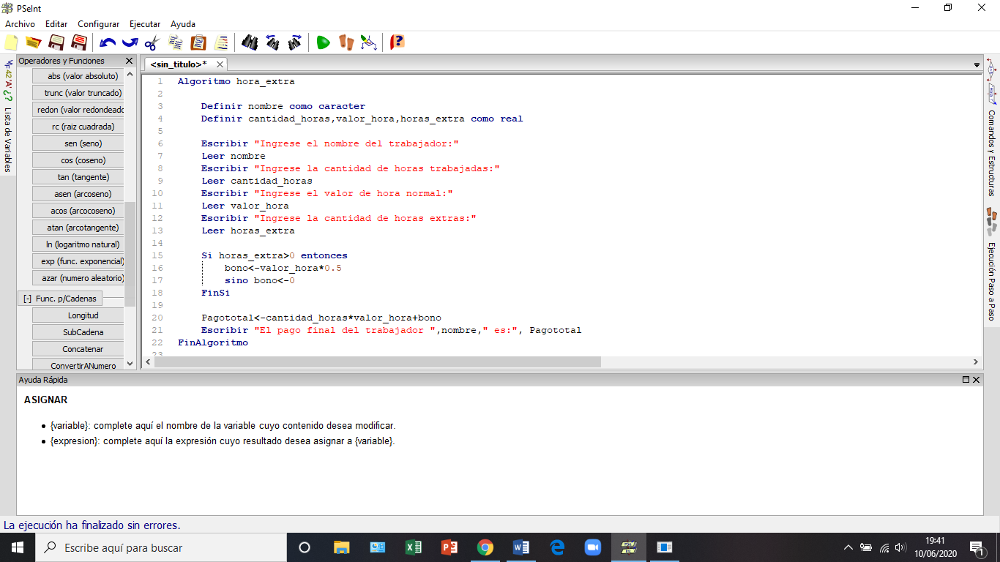 PSeInt
Archivo Editar Configurar Ejecutar Ayuda
Operadores y Funciones
abs (valor absoluto)
trunc (valor truncado)
redon (valor redondeadc
rc (raiz cuadrada)
sen (seno)
cos (coseno)
tan (tangente)
asen (arcoseno)
acos (arcocoseno)
atan (arcotangente)
ln (logaritmo natural)
exp (func. exponencial)
azar (numero aleatorio)
[-] Func. p/Cadenas
Longitud
SubCadena
Concatenar
ConvertirANumero
Lista de Variables
42 'A' ¿?
<sin_titulo>*
1 Algoritmo hora_extra
2
3 Definir nombre como caracter
4 Definir cantidad_horas,valor_hora,horas_extra como real
5
6 Escribir "Ingrese el nombre del trabajador:"
7 Leer nombre
8 Escribir "Ingrese la cantidad de horas trabajadas:"
9 Leer cantidad_horas
10 Escribir "Ingrese el valor de hora normal:"
11 Leer valor_hora
12 Escribir "Ingrese la cantidad de horas extras:"
13 Leer horas_extra
14
15 Si horas_extra>0 entonces
16 bono<-valor_hora*0.5
17 sino bono<-0
18 FinSi
19
20 Pagototal<-cantidad_horas*valor_hora+bono
21 Escribir "El pago final del trabajador ",nombre," es:", Pagototal
22 FinAlgoritmo
23
Comandos y Estructuras
Ejecución Paso a Paso
Ayuda Rápida
ASIGNAR
• {variable}: complete aquí el nombre de la variable cuyo contenido desea modificar.
• {expresion}: complete aquí la expresión cuyo resultado desea asignar a {variable}.
La ejecución ha finalizado sin errores.
Escribe aquí para buscar
19:41
10/06/2020
1